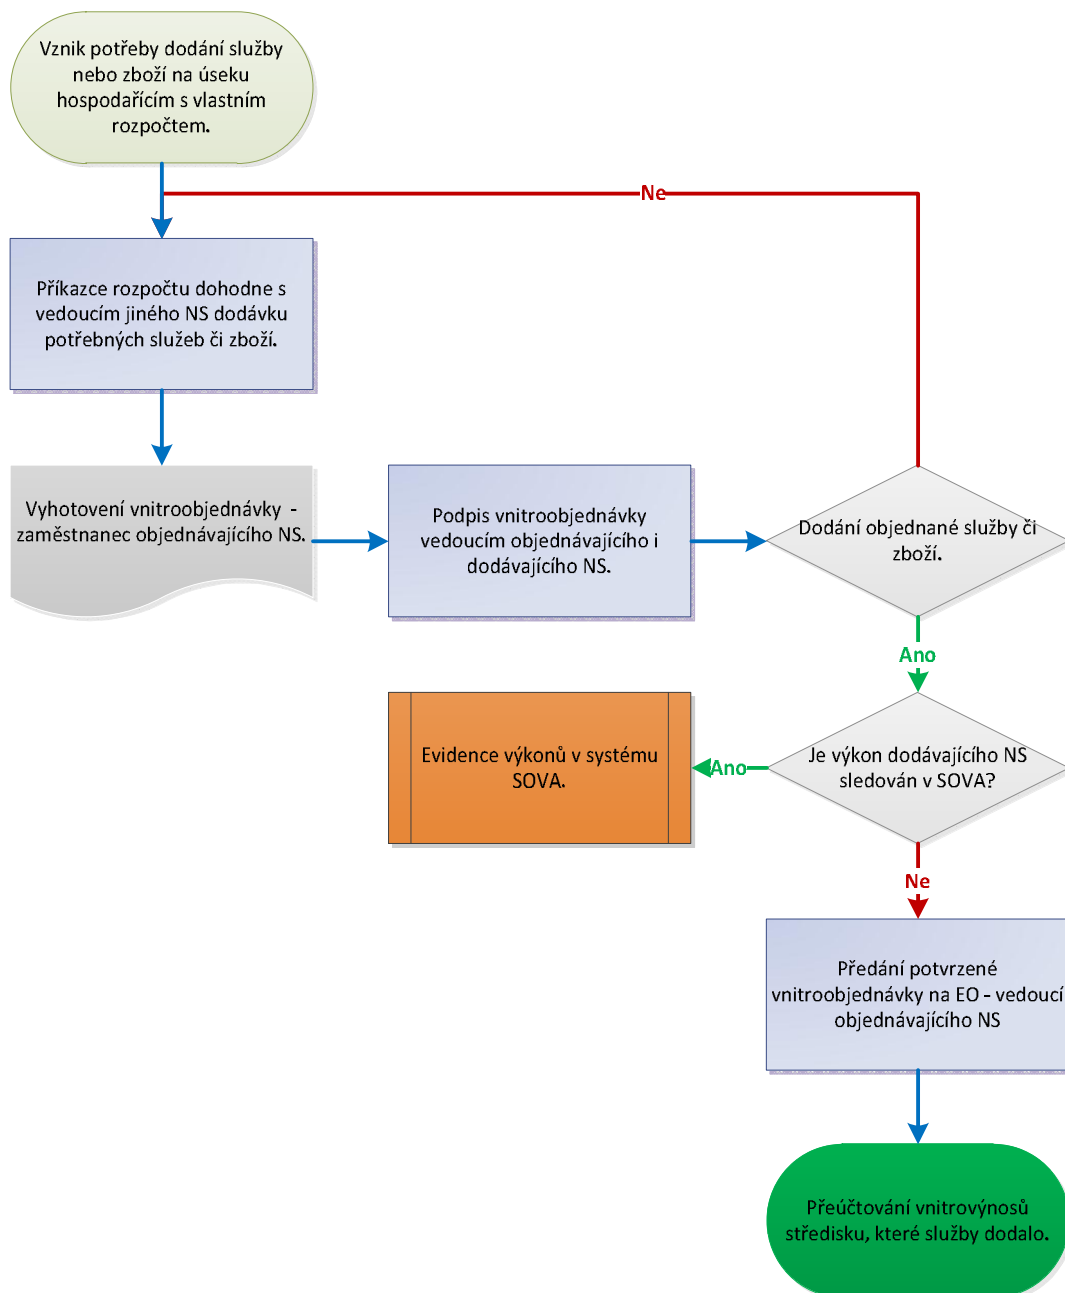 Vznik potřeby dodání služby
nebo zboží na úseku
hospodařícím s vlastním
rozpočtem.
Ne
Příkazce rozpočtu dohodne s
vedoucím jiného NS dodávku
potřebných služeb či zboží.
Vyhotovení vnitroobjednávky -
zaměstnanec objednávajícího NS.
Podpis vnitroobjednávky
vedoucím objednávajícího i
dodávajícího NS.
Dodání objednané služby či
zboží.
Ano
Je výkon dodávajícího NS
sledován v SOVA?
Ano
Evidence výkonů v systému
SOVA.
Ne
Předání potvrzené
vnitroobjednávky na EO - vedoucí
objednávajícího NS
Přeúčtování vnitrovýnosů
středisku, které služby dodalo.